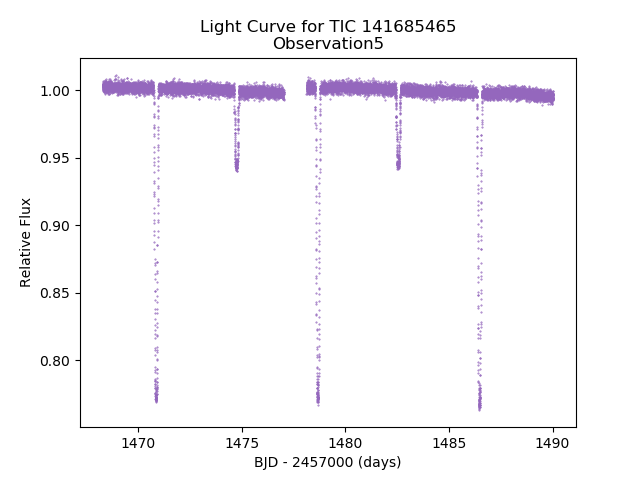 Light Curve for TIC 141685465
Observation5
1.00
0.95
0.90
0.85
0.80
Relative Flux
1470
1475
1480
1485
1490
BJD - 2457000 (days)